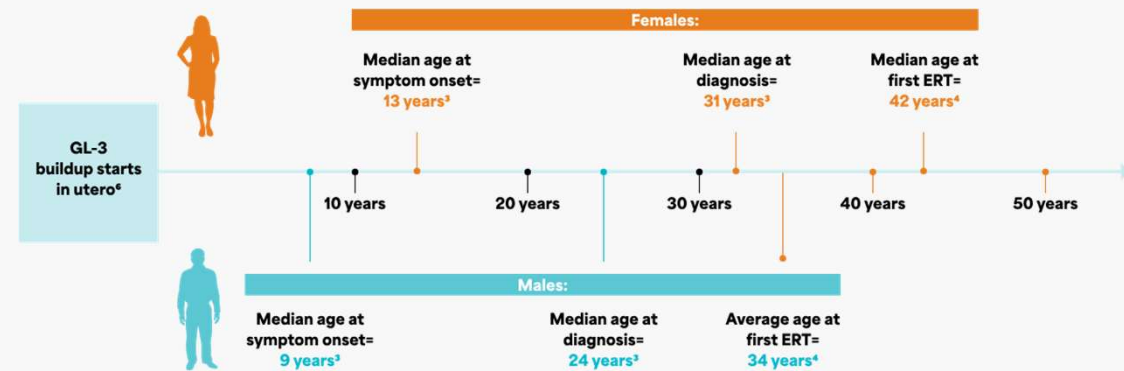 Females:
Median age at
symptom onset=
13 years³
Median age at
diagnosis=
31 years³
Median age at
first ERT=
42 years⁴
GL-3
buildup starts
in utero⁶
10 years
20 years
30 years
40 years
50 years
Males:
Median age at
symptom onset=
9 years³
Median age at
diagnosis=
24 years³
Average age at
first ERT=
34 years⁴